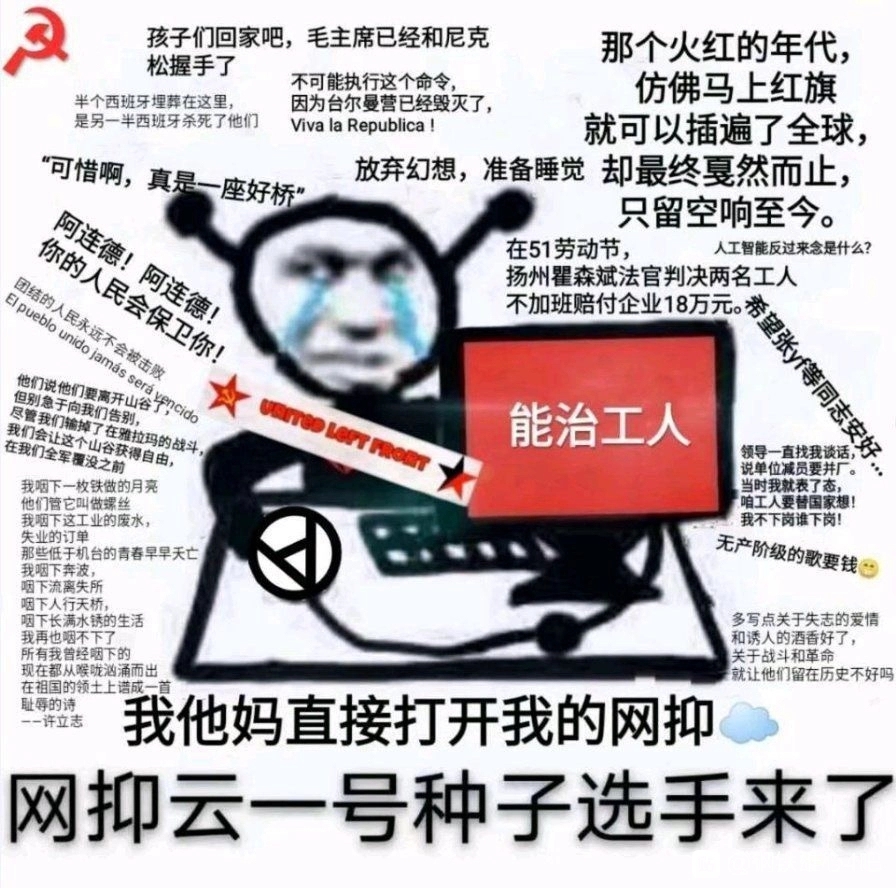 孩子们回家吧，毛主席已经和尼克
松握手了
半个西班牙埋葬在这里，
是另一半西班牙杀死了他们
不可能执行这个命令，
因为台尔曼营已经毁灭了，
Viva la Republica！
那个火红的年代，
仿佛马上红旗
就可以插遍了全球，
却最终戛然而止，
只留空响至今。
“可惜啊，真是一座好桥”
放弃幻想，准备睡觉
阿连德！阿连德！
你的人民会保卫你！
团结的人民永远不会被击败
El pueblo unido jamás será vencido
在51劳动节，
扬州瞿森斌法官判决两名工人
不加班赔付企业18万元。
人工智能反过来念是什么?
希望张yf等同志安好...
他们说他们要离开山谷了，
但别急于向我们告别，
尽管我们输掉了在雅拉玛的战斗，
我们会让这个山谷获得自由，
在我们全军覆没之前
UNITED LEFT FRONT
能治工人
领导一直找我谈话，
说单位减员要并厂。
当时我就表了态，
咱工人要替国家想！
我不下岗谁下岗！
无产阶级的歌要钱😁
我咽下一枚铁做的月亮
他们管它叫做螺丝
我咽下这工业的废水，
失业的订单
那些低于机台的青春早早夭亡
我咽下奔波，
咽下流离失所
咽下人行天桥，
咽下长满水锈的生活
我再也咽不下了
所有我曾经咽下的
现在都从喉咙汹涌而出
在祖国的领土上谱成一首
耻辱的诗
——许立志
多写点关于失志的爱情
和诱人的酒香好了，
关于战斗和革命
就让他们留在历史不好吗
我他妈直接打开我的网抑☁️
网抑云一号种子选手来了